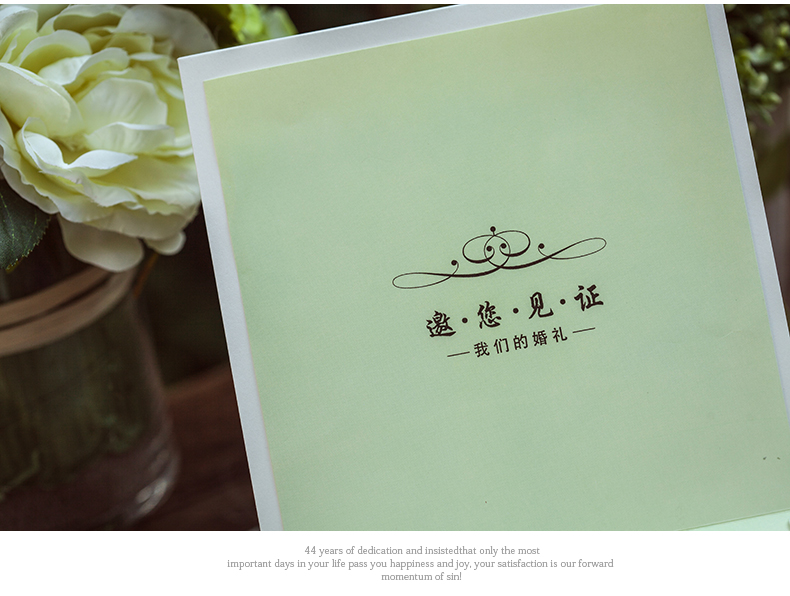 邀·您·见·证
我们的婚礼
44 years of dedication and insistedthat only the most
important days in your life pass you happiness and joy, your satisfaction is our forward
momentum of sin!